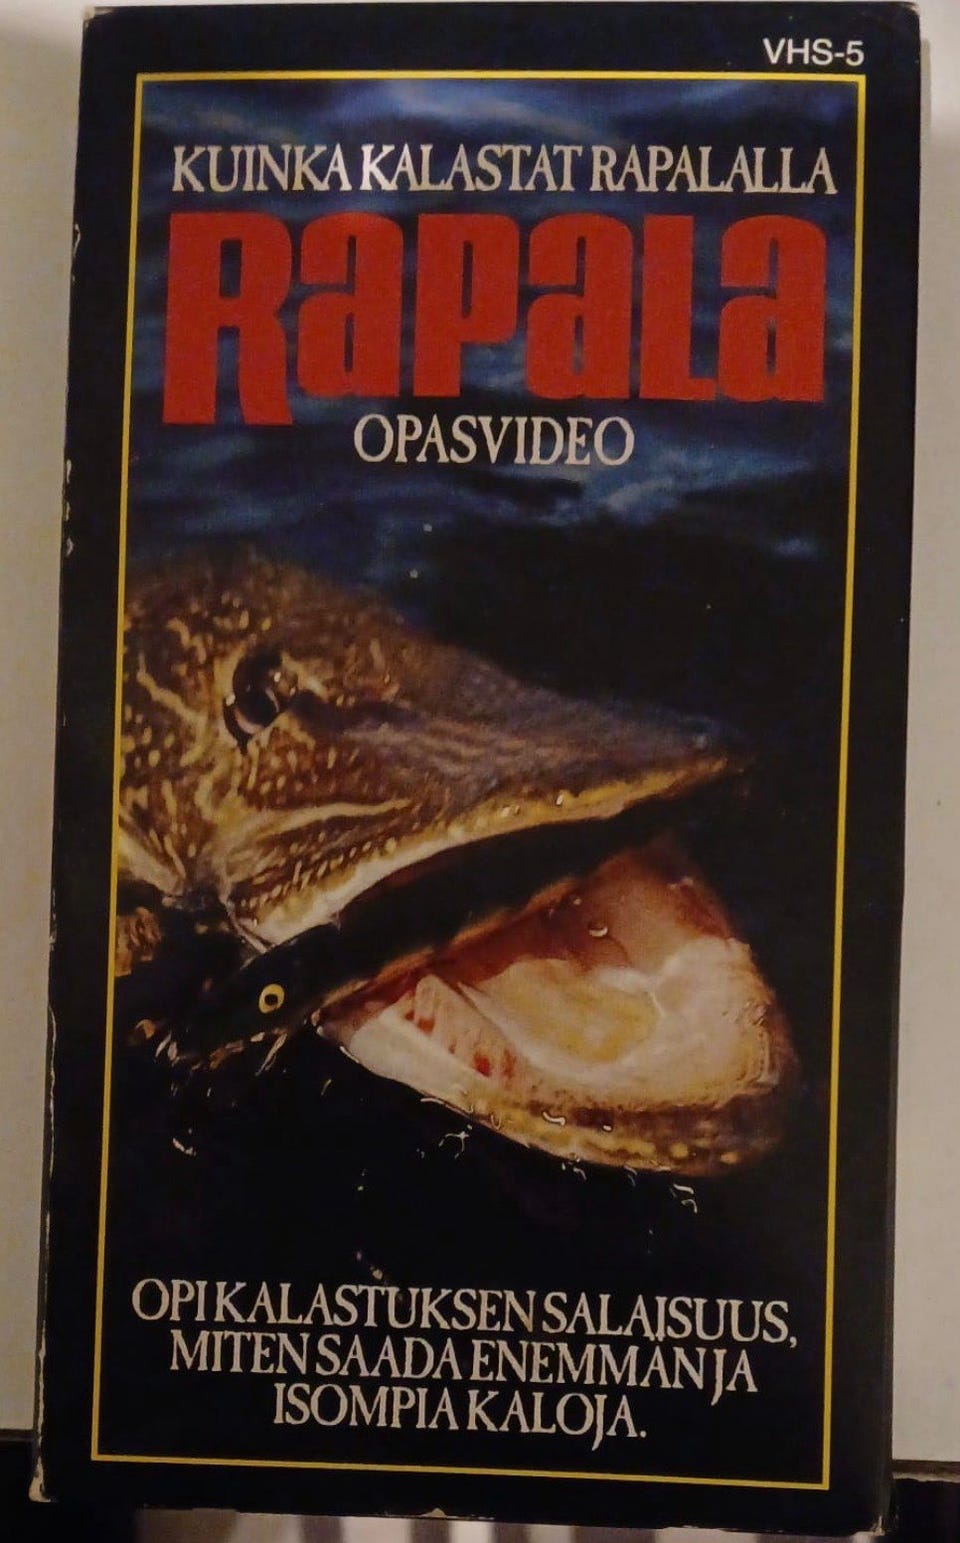 VHS-5
KUINKA KALASTAT RAPALALLA
Rapala
OPASVIDEO
OPI KALASTUKSEN SALAISUUS,
MITEN SAADA ENEMMÄN JA
ISOMPIA KALOJA.